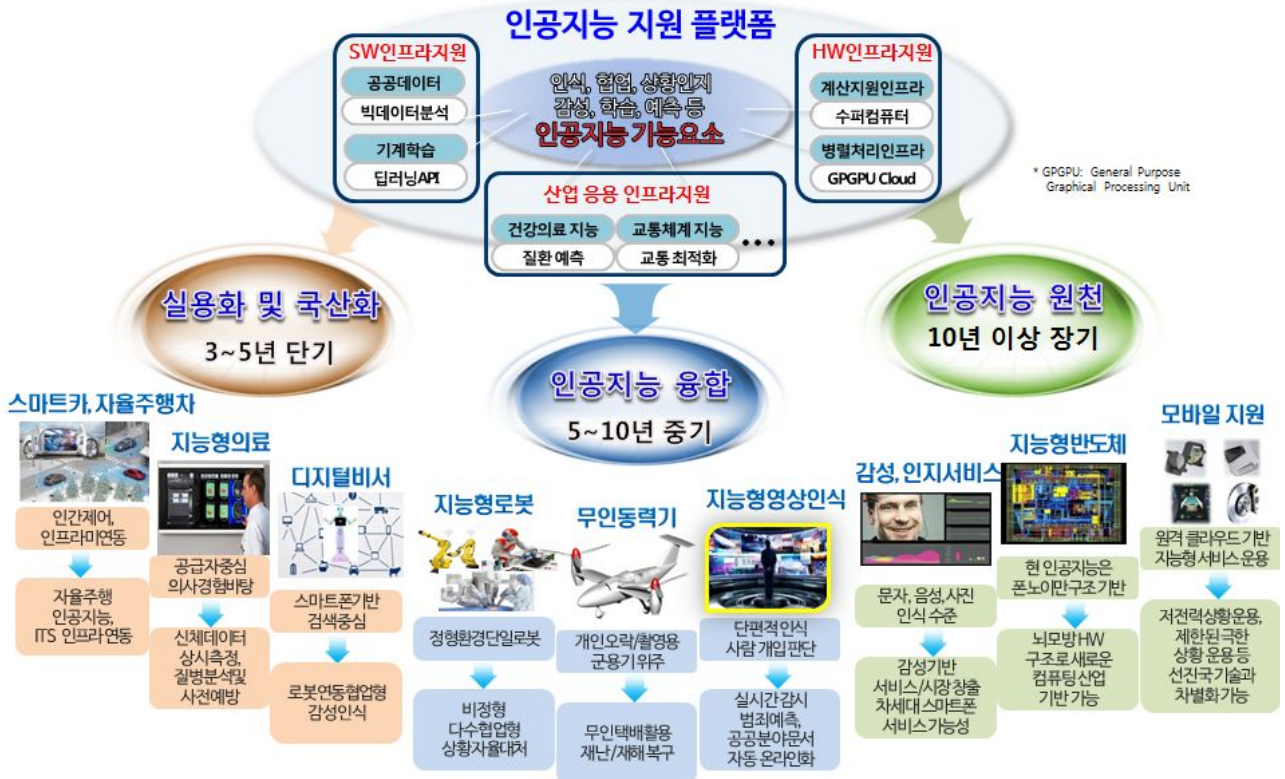 인공지능 지원 플랫폼
SW인프라지원
공공데이터
빅데이터분석
기계학습
딥러닝API
인식, 협업, 상황인지
감성, 학습, 예측 등
인공지능 기능요소
HW인프라지원
계산지원인프라
수퍼컴퓨터
병렬처리인프라
GPGPU Cloud
* GPGPU: General Purpose
Graphical Processing Unit
산업 응용 인프라지원
건강의료 지능
질환 예측
교통체계 지능
교통 최적화
...
실용화 및 국산화
3~5년 단기
인공지능 융합
5~10년 중기
인공지능 원천
10년 이상 장기
스마트카, 자율주행차
인간제어,
인프라미연동
자율주행
인공지능,
ITS 인프라 연동
지능형의료
공급자중심
의사경험바탕
신체데이터
상시측정,
질병분석및
사전예방
디지털비서
스마트폰기반
검색중심
로봇연동협업형
감성인식
지능형로봇
정형환경단일로봇
비정형
다수협업형
상황자율대처
무인동력기
개인오락/촬영용
군용기 위주
무인택배활용
재난/재해 복구
지능형영상인식
단편적인식
사람 개입 판단
실시간 감시
범죄예측,
공공분야문서
자동 온라인화
감성, 인지서비스
문자, 음성, 사진
인식 수준
감성기반
서비스/시장 창출
차세대 스마트폰
서비스 가능성
지능형반도체
현 인공지능은
폰노이만구조 기반
뇌모방 HW
구조로 새로운
컴퓨팅 산업
기반 가능
모바일 지원
원격 클라우드 기반
지능형 서비스 운용
저전력상황운용,
제한된 극한
상황 운용 등
선진국 기술과
차별화 가능